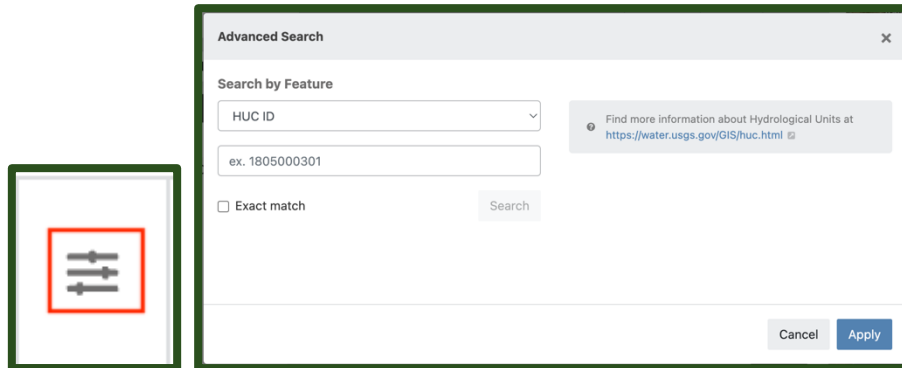 Advanced Search
Search by Feature
HUC ID
Find more information about Hydrological Units at
https://water.usgs.gov/GIS/huc.html
ex. 1805000301
Exact match
Search
Cancel
Apply